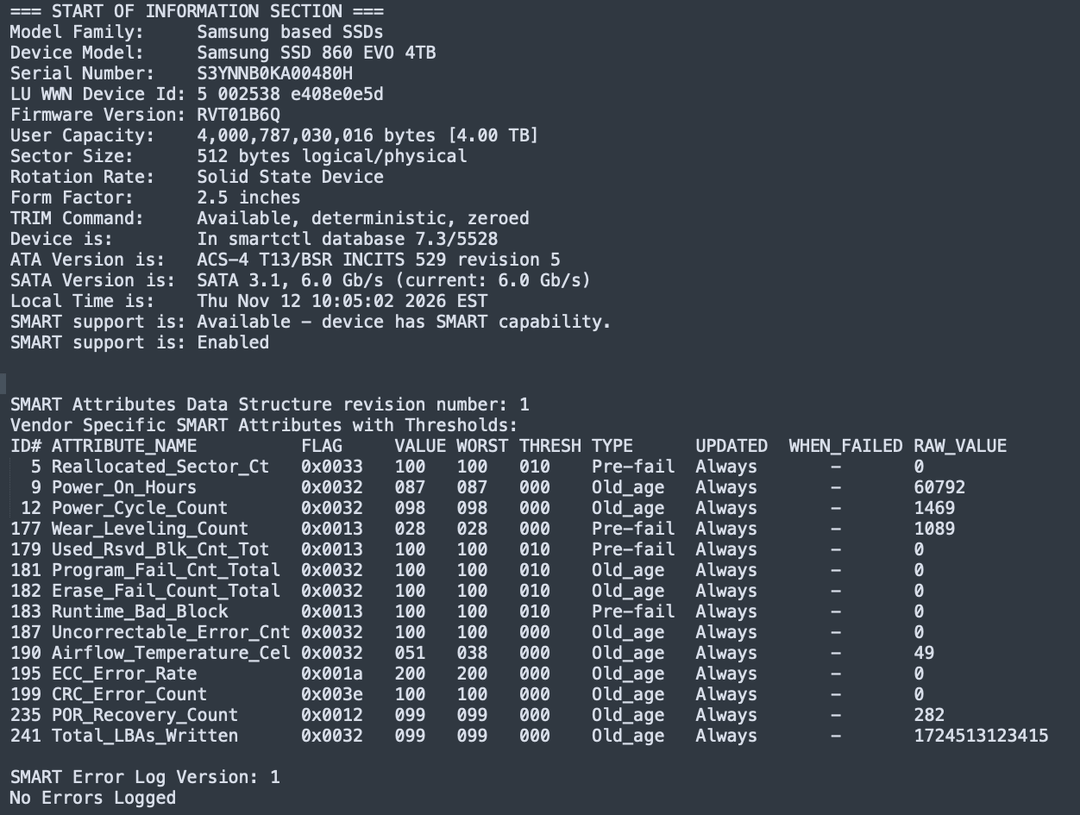 === START OF INFORMATION SECTION ===
Model Family:     Samsung based SSDs
Device Model:     Samsung SSD 860 EVO 4TB
Serial Number:    S3YNNB0KA00480H
LU WWN Device Id: 5 002538 e408e0e5d
Firmware Version: RVT01B6Q
User Capacity:    4,000,787,030,016 bytes [4.00 TB]
Sector Size:      512 bytes logical/physical
Rotation Rate:    Solid State Device
Form Factor:      2.5 inches
TRIM Command:     Available, deterministic, zeroed
Device is:        In smartctl database 7.3/5528
ATA Version is:   ACS-4 T13/BSR INCITS 529 revision 5
SATA Version is:  SATA 3.1, 6.0 Gb/s (current: 6.0 Gb/s)
Local Time is:    Thu Nov 12 10:05:02 2026 EST
SMART support is: Available - device has SMART capability.
SMART support is: Enabled
SMART Attributes Data Structure revision number: 1
Vendor Specific SMART Attributes with Thresholds:
ID# ATTRIBUTE_NAME          FLAG     VALUE WORST THRESH TYPE      UPDATED  WHEN_FAILED RAW_VALUE
  5 Reallocated_Sector_Ct   0x0033   100   100   010    Pre-fail  Always       -       0
  9 Power_On_Hours          0x0032   087   087   000    Old_age   Always       -       60792
 12 Power_Cycle_Count       0x0032   098   098   000    Old_age   Always       -       1469
177 Wear_Leveling_Count     0x0013   028   028   000    Pre-fail  Always       -       1089
179 Used_Rsvd_Blk_Cnt_Tot   0x0013   100   100   010    Pre-fail  Always       -       0
181 Program_Fail_Cnt_Total  0x0032   100   100   010    Old_age   Always       -       0
182 Erase_Fail_Count_Total  0x0032   100   100   010    Old_age   Always       -       0
183 Runtime_Bad_Block       0x0013   100   100   010    Pre-fail  Always       -       0
187 Uncorrectable_Error_Cnt 0x0032   100   100   000    Old_age   Always       -       0
190 Airflow_Temperature_Cel 0x0032   051   038   000    Old_age   Always       -       49
195 ECC_Error_Rate          0x001a   200   200   000    Old_age   Always       -       0
199 CRC_Error_Count         0x003e   100   100   000    Old_age   Always       -       0
235 POR_Recovery_Count      0x0012   099   099   000    Old_age   Always       -       282
241 Total_LBAs_Written      0x0032   099   099   000    Old_age   Always       -       1724513123415
SMART Error Log Version: 1
No Errors Logged